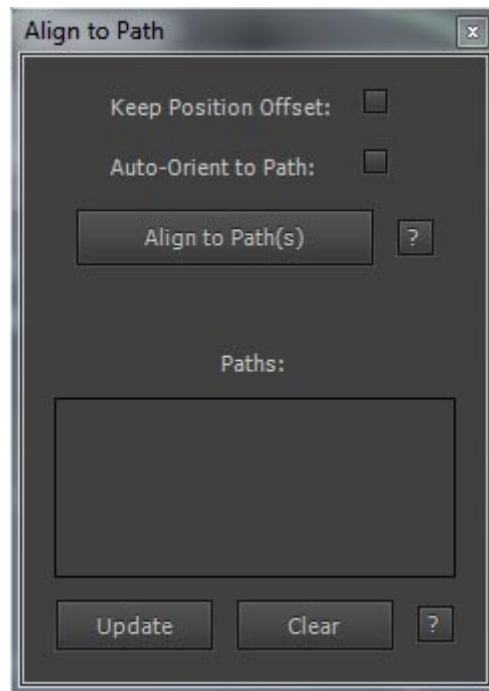 Align to Path x
Keep Position Offset:
Auto-Orient to Path:
Align to Path(s) ?
Paths:
Update Clear ?